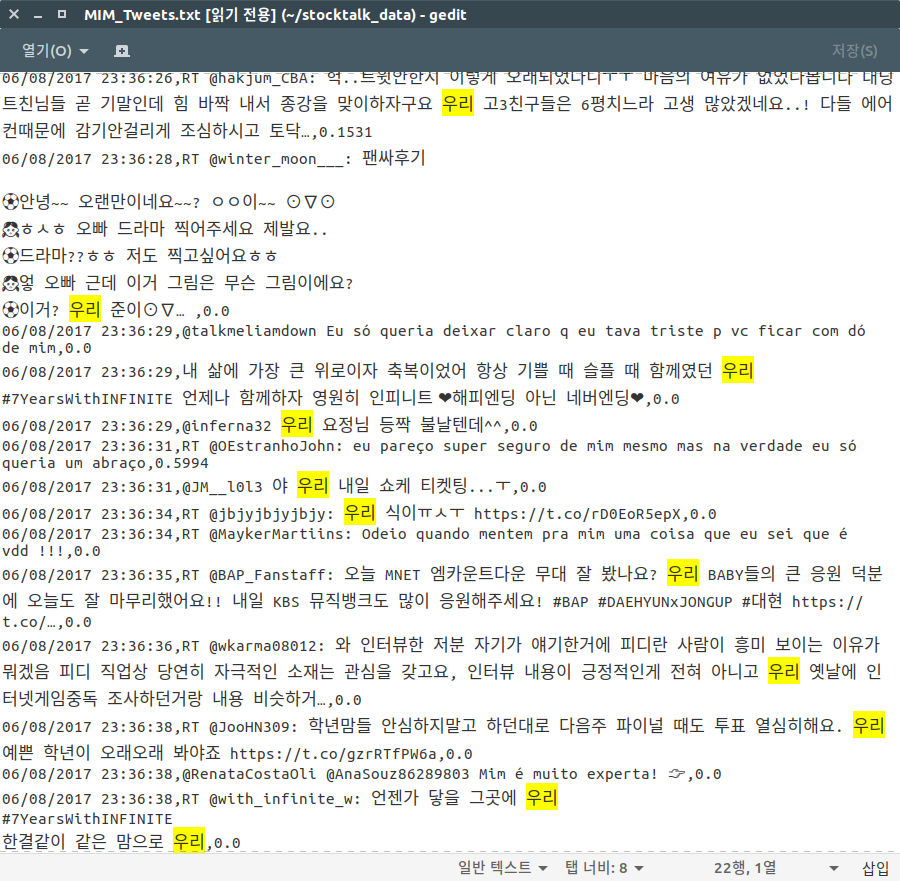 MIM_Tweets.txt [읽기 전용] (~/stocktalk_data) - gedit
열기(O)
저장(S)
06/08/2017 23:36:26,RT @hakjum_CBA: 헉..트윗안한지 이렇게 오래되었다니ㅜㅜ 마음의 여유가 없었나봅니다 대당
트친님들 곧 기말인데 힘 바짝 내서 종강을 맞이하자구요 우리 고3친구들은 6평치느라 고생 많았겠네요..! 다들 에어
컨때문에 감기안걸리게 조심하시고 토닥…,0.1531
06/08/2017 23:36:28,RT @winter_moon___: 팬싸후기
⚽안녕~~ 오랜만이네요~~? ㅇㅇ이~~ ⊙∇⊙
👧ㅎㅅㅎ 오빠 드라마 찍어주세요 제발요..
⚽드라마??ㅎㅎ 저도 찍고싶어요ㅎㅎ
👧엏 오빠 근데 이거 그림은 무슨 그림이에요?
⚽이거? 우리 준이⊙∇… ,0.0
06/08/2017 23:36:29,@talkmeliamdown Eu só queria deixar claro q eu tava triste p vc ficar com dó
de mim,0.0
06/08/2017 23:36:29,내 삶에 가장 큰 위로이자 축복이었어 항상 기쁠 때 슬플 때 함께였던 우리
#7YearsWithINFINITE 언제나 함께하자 영원히 인피니트 ❤해피엔딩 아닌 네버엔딩❤,0.0
06/08/2017 23:36:29,@inferna32 우리 요정님 등짝 불날텐데^^,0.0
06/08/2017 23:36:31,RT @OEstranhoJohn: eu pareço super seguro de mim mesmo mas na verdade eu só
queria um abraço,0.5994
06/08/2017 23:36:31,@JM__l0l3 야 우리 내일 쇼케 티켓팅...ㅜ,0.0
06/08/2017 23:36:34,RT @jbjyjbjyjbjy: 우리 식이ㅠㅅㅜ https://t.co/rD0EoR5epX,0.0
06/08/2017 23:36:34,RT @MaykerMartiins: Odeio quando mentem pra mim uma coisa que eu sei que é
vdd !!!,0.0
06/08/2017 23:36:35,RT @BAP_Fanstaff: 오늘 MNET 엠카운트다운 무대 잘 봤나요? 우리 BABY들의 큰 응원 덕분
에 오늘도 잘 마무리했어요!! 내일 KBS 뮤직뱅크도 많이 응원해주세요! #BAP #DAEHYUNxJONGUP #대현 https://
t.co/…,0.0
06/08/2017 23:36:36,RT @wkarma08012: 와 인터뷰한 저분 자기가 얘기한거에 피디란 사람이 흥미 보이는 이유가
뭐겠음 피디 직업상 당연히 자극적인 소재는 관심을 갖고요, 인터뷰 내용이 긍정적인게 전혀 아니고 우리 옛날에 인
터넷게임중독 조사하던거랑 내용 비슷하거…,0.0
06/08/2017 23:36:38,RT @JooHN309: 학년맘들 안심하지말고 하던대로 다음주 파이널 때도 투표 열심히해요. 우리
예쁜 학년이 오래오래 봐야죠 https://t.co/gzrRTfPW6a,0.0
06/08/2017 23:36:38,@RenataCostaOli @AnaSouz86289803 Mim é muito experta! 👉,0.0
06/08/2017 23:36:38,RT @with_infinite_w: 언젠가 닿을 그곳에 우리
#7YearsWithINFINITE
한결같이 같은 맘으로 우리,0.0
일반 텍스트 탭 너비: 8 22행, 1열 삽입